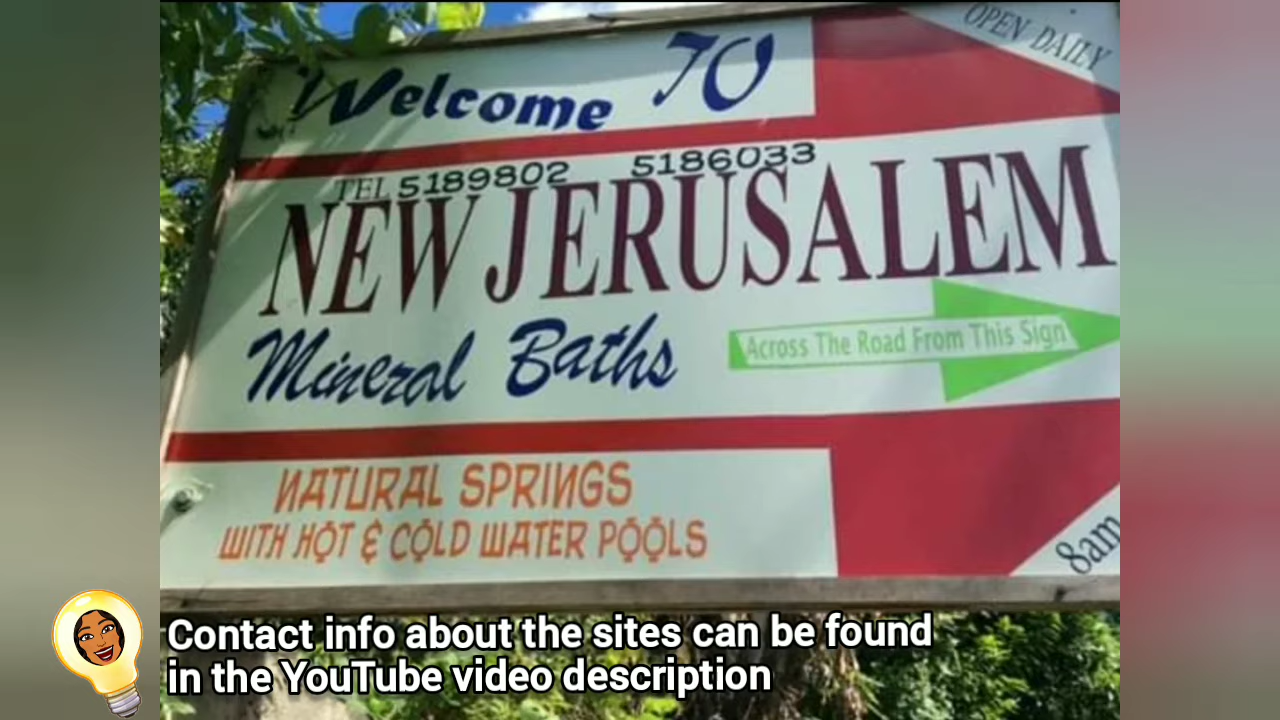 Welcome TO
OPEN DAILY
TEL 5189802 5186033
NEW JERUSALEM
Mineral Baths
Across The Road From This Sign
NATURAL SPRINGS
WITH HOT & COLD WATER POOLS
8am
Contact info about the sites can be found
in the YouTube video description